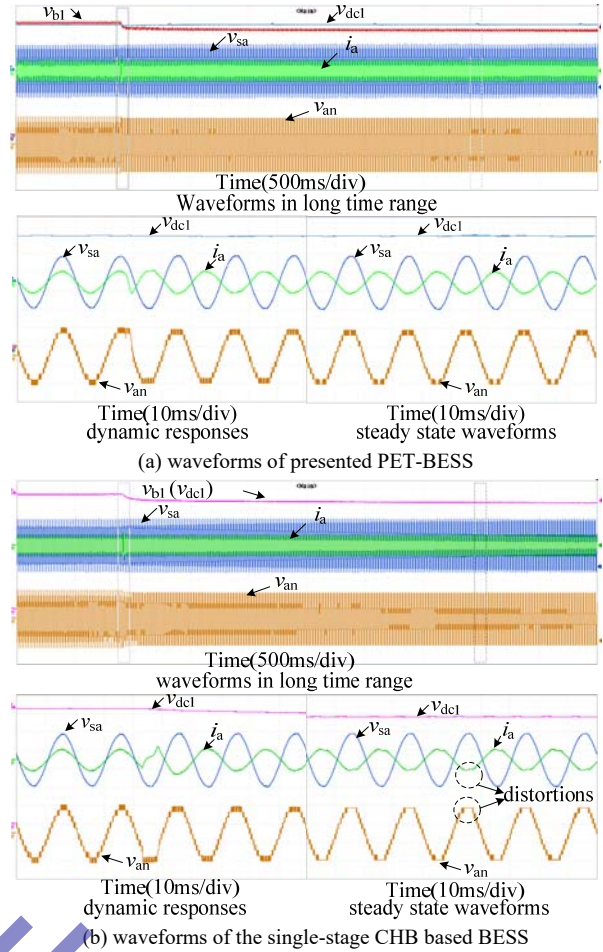 vb1
vdc1
vsa
ia
van
Time(500ms/div)
Waveforms in long time range
vdc1
vdc1
vsa
ia
vsa
ia
van
van
Time(10ms/div)
Time(10ms/div)
dynamic responses
steady state waveforms
(a) waveforms of presented PET-BESS
vb1 (vdc1)
vsa
ia
van
Time(500ms/div)
waveforms in long time range
vdc1
vdc1
vsa
ia
vsa
ia
distortions
van
van
Time(10ms/div)
Time(10ms/div)
dynamic responses
steady state waveforms
(b) waveforms of the single-stage CHB based BESS